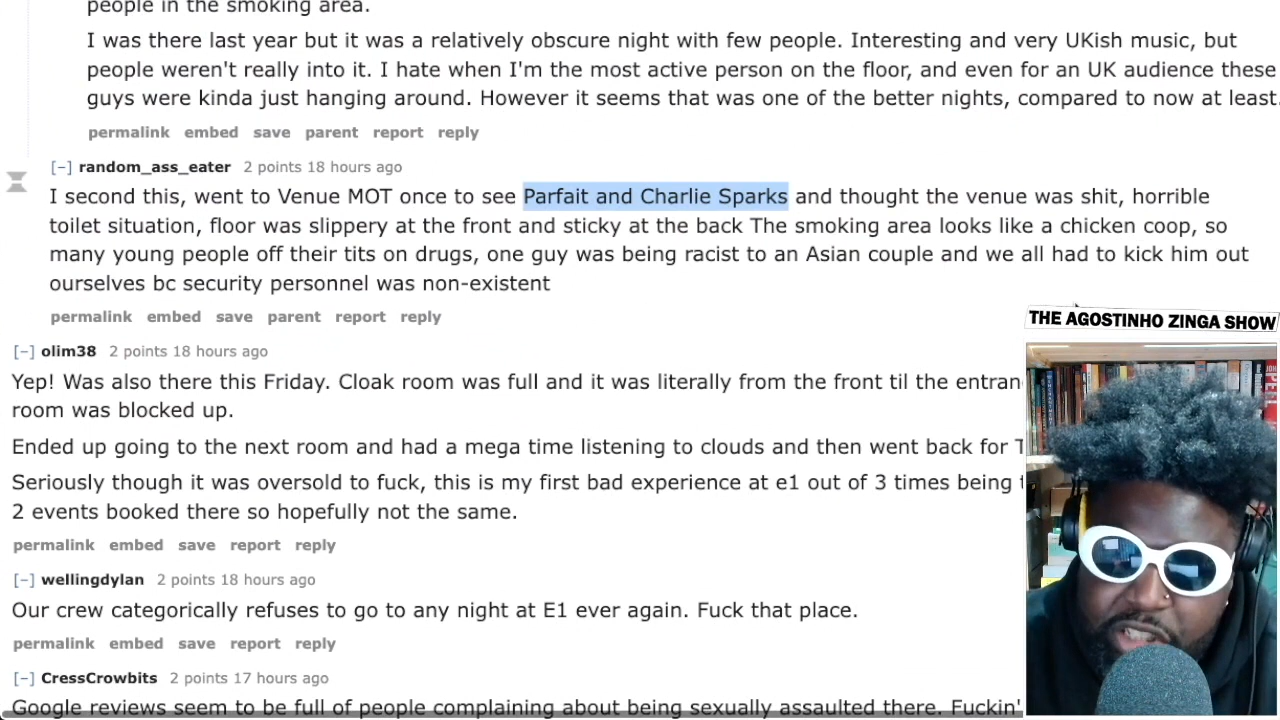 people in the smoking area.
I was there last year but it was a relatively obscure night with few people. Interesting and very UKish music, but
people weren't really into it. I hate when I'm the most active person on the floor, and even for an UK audience these
guys were kinda just hanging around. However it seems that was one of the better nights, compared to now at least.
permalink embed save parent report reply
[–] random_ass_eater 2 points 18 hours ago
I second this, went to Venue MOT once to see Parfait and Charlie Sparks and thought the venue was shit, horrible
toilet situation, floor was slippery at the front and sticky at the back The smoking area looks like a chicken coop, so
many young people off their tits on drugs, one guy was being racist to an Asian couple and we all had to kick him out
ourselves bc security personnel was non-existent
permalink embed save parent report reply
THE AGOSTINHO ZINGA SHOW
[–] olim38 2 points 18 hours ago
Yep! Was also there this Friday. Cloak room was full and it was literally from the front til the
room was blocked up.
Ended up going to the next room and had a mega time listening to clouds and then went back for
Seriously though it was oversold to fuck, this is my first bad experience at e1 out of 3 times being
2 events booked there so hopefully not the same.
permalink embed save report reply
[–] wellingdylan 2 points 18 hours ago
Our crew categorically refuses to go to any night at E1 ever again. Fuck that place.
permalink embed save report reply
[–] CressCrowbits 2 points 17 hours ago
Google reviews seem to be full of people complaining about being sexually assaulted there. Fuckin'